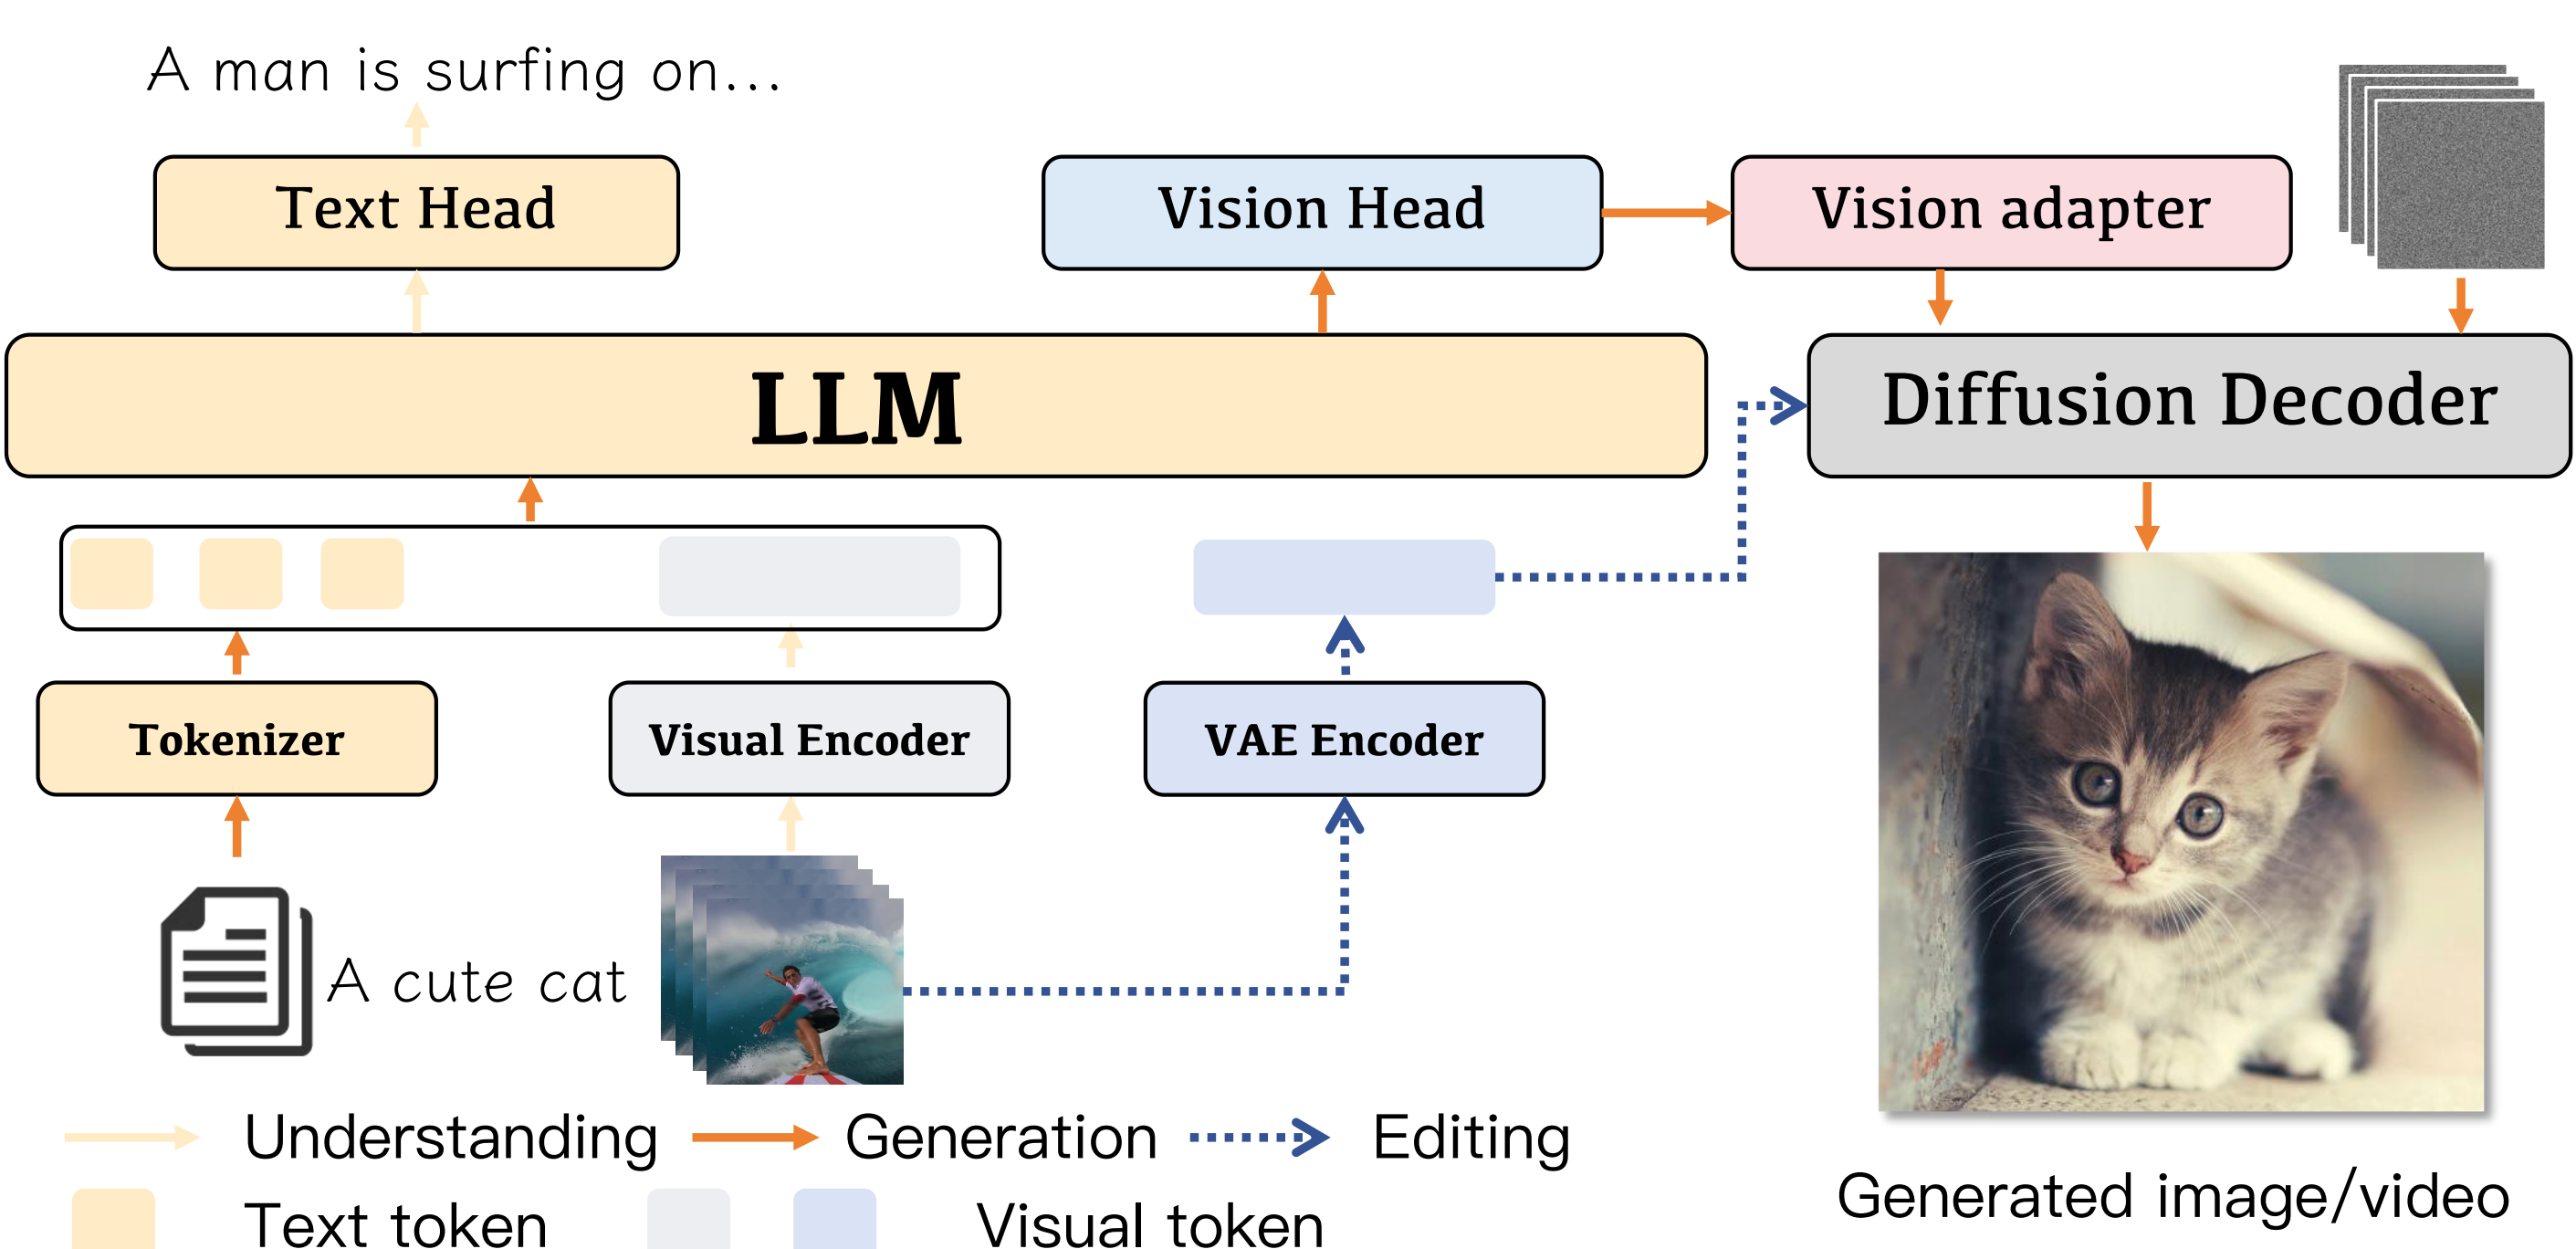 A man is surfing on...
Text Head
Vision Head
Vision adapter
LLM
Diffusion Decoder
Tokenizer
Visual Encoder
VAE Encoder
A cute cat
Understanding
Generation
Editing
Text token
Visual token
Generated image/video